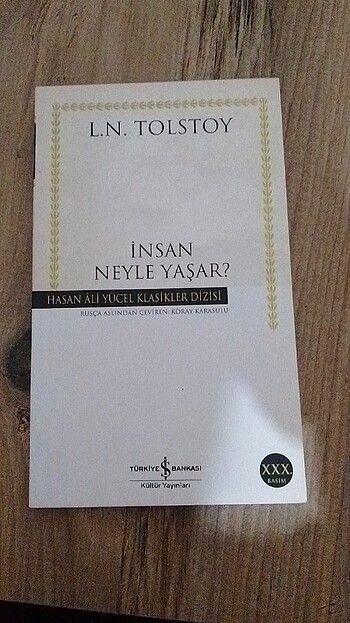 L.N. TOLSTOY
İNSAN
NEYLE YAŞAR?
HASAN ÂLİ YÜCEL KLASİKLER DİZİSİ
RUSÇA ASLINDAN ÇEVİREN: KORAY KARASULU
TÜRKİYE İŞ BANKASI
Kültür Yayınları
XXX.
BASIM